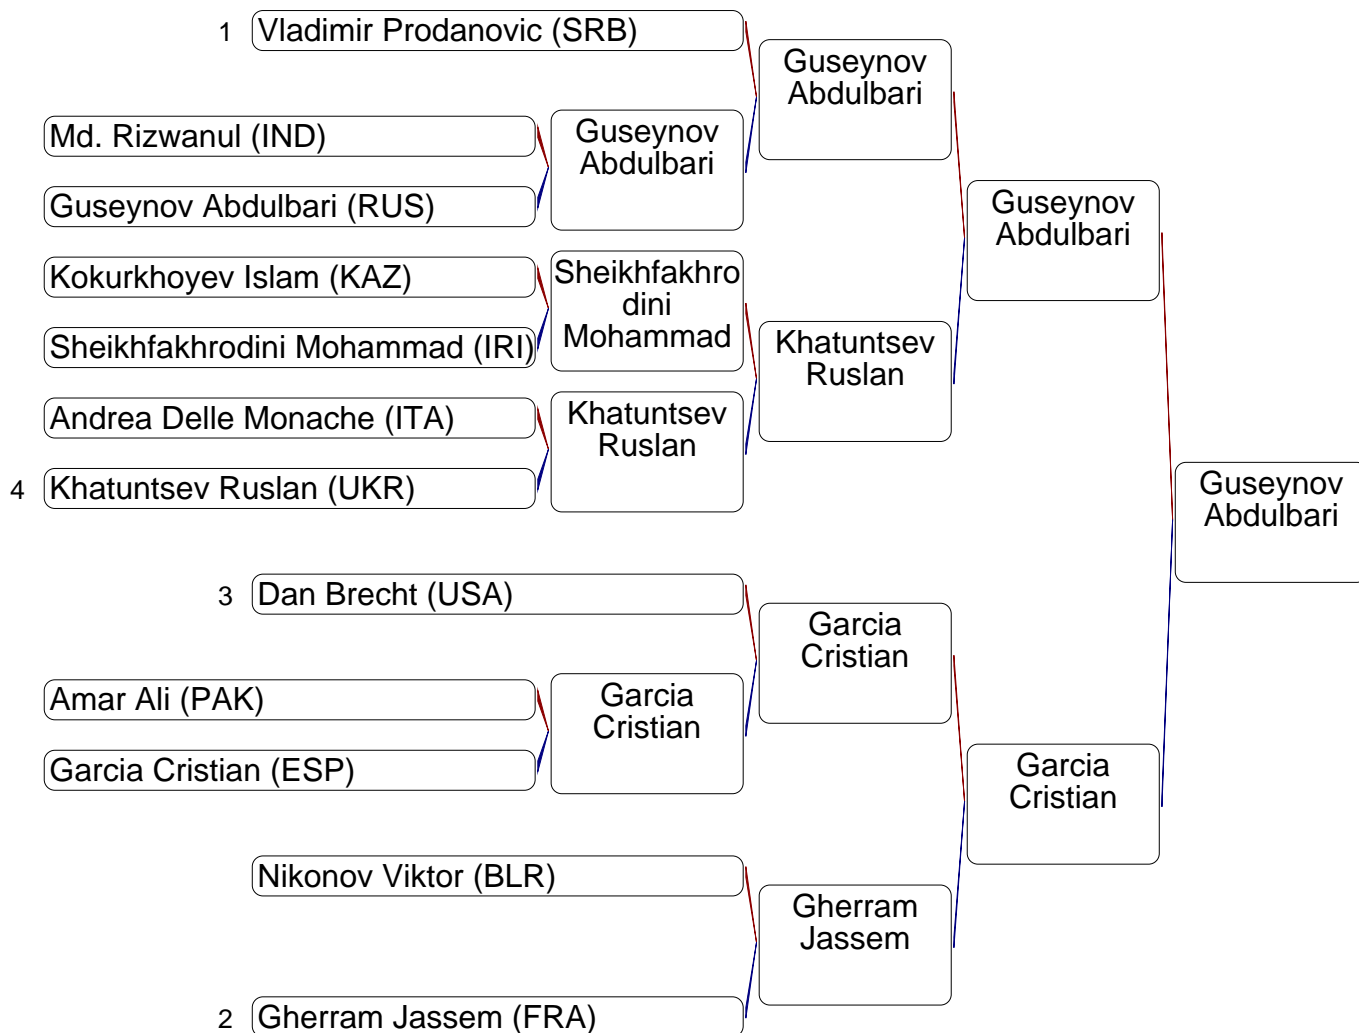 1 Vladimir Prodanovic (SRB)
Guseynov
Abdulbari
Md. Rizwanul (IND)
Guseynov
Abdulbari
Guseynov Abdulbari (RUS)
Guseynov
Abdulbari
Kokurkhoyev Islam (KAZ)
Sheikhfakhro
dini
Mohammad
Sheikhfakhrodini Mohammad (IRI)
Khatuntsev
Ruslan
Andrea Delle Monache (ITA)
Khatuntsev
Ruslan
4 Khatuntsev Ruslan (UKR)
Guseynov
Abdulbari
3 Dan Brecht (USA)
Garcia
Cristian
Amar Ali (PAK)
Garcia
Cristian
Garcia Cristian (ESP)
Garcia
Cristian
Nikonov Viktor (BLR)
Gherram
Jassem
2 Gherram Jassem (FRA)